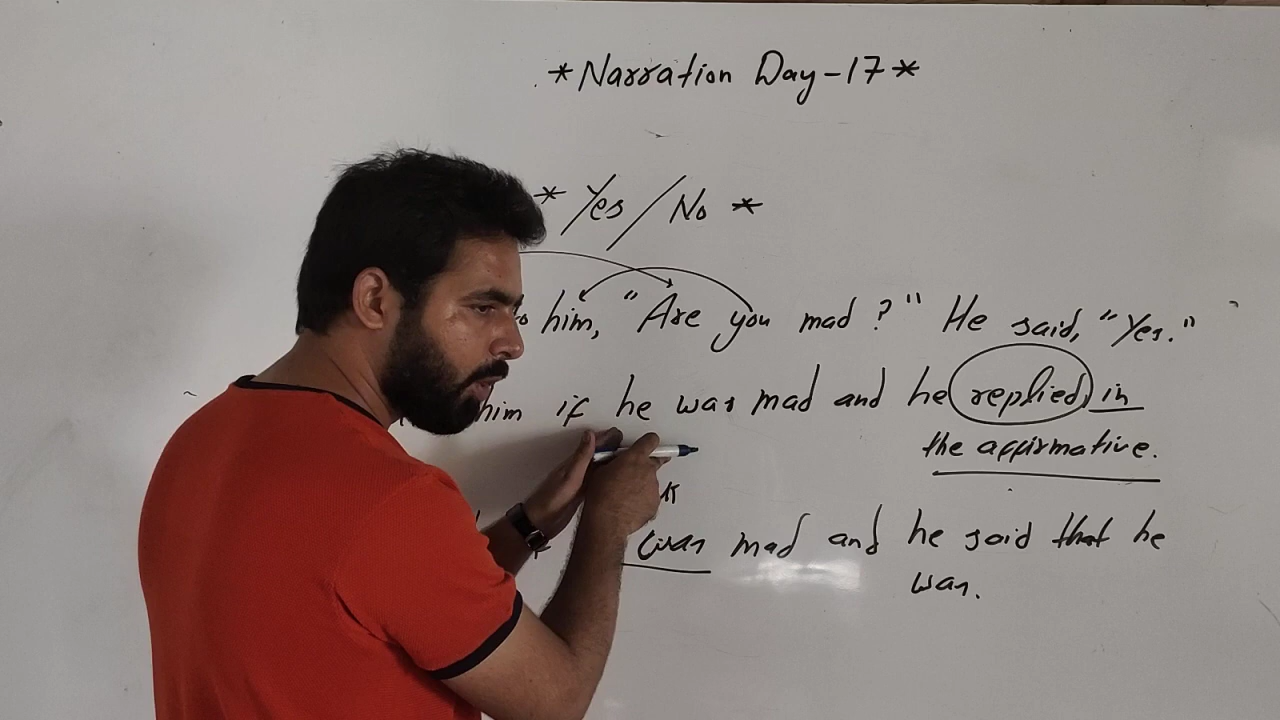 *Narration Day-17*
* Yes/No *
him, "Are you mad?" He said, "Yes."
him if he was mad and he replied in
the affirmative.
was mad and he said that he
was.